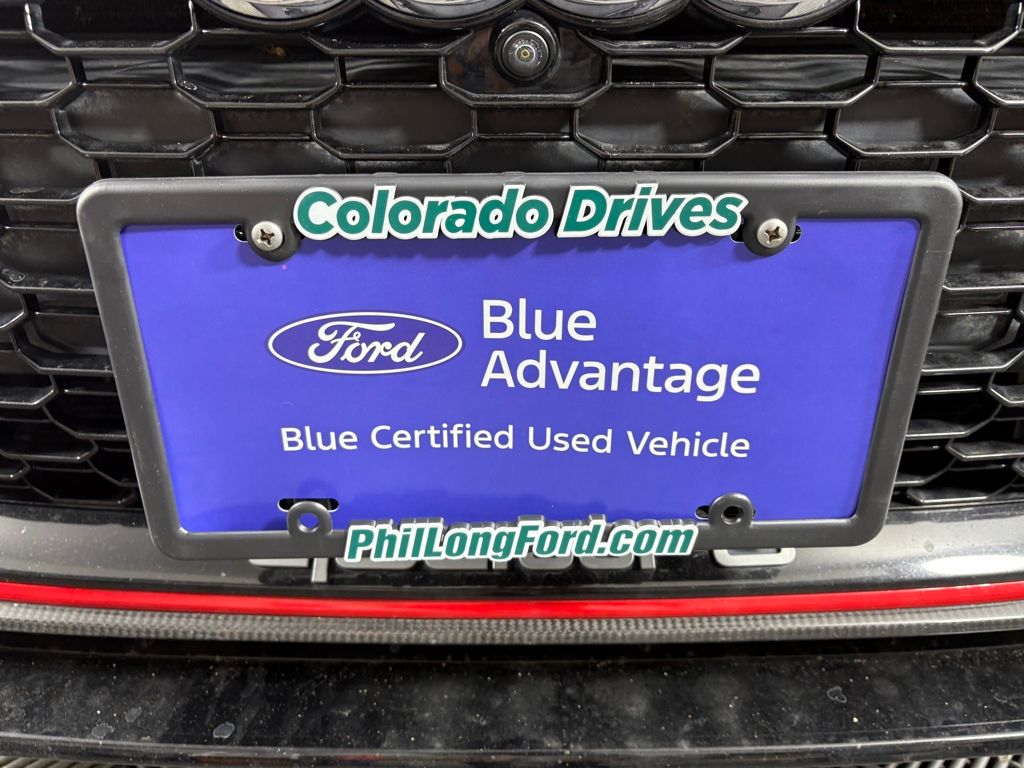 Colorado Drives
Ford
Blue
Advantage
Blue Certified Used Vehicle
PhilLongFord.com